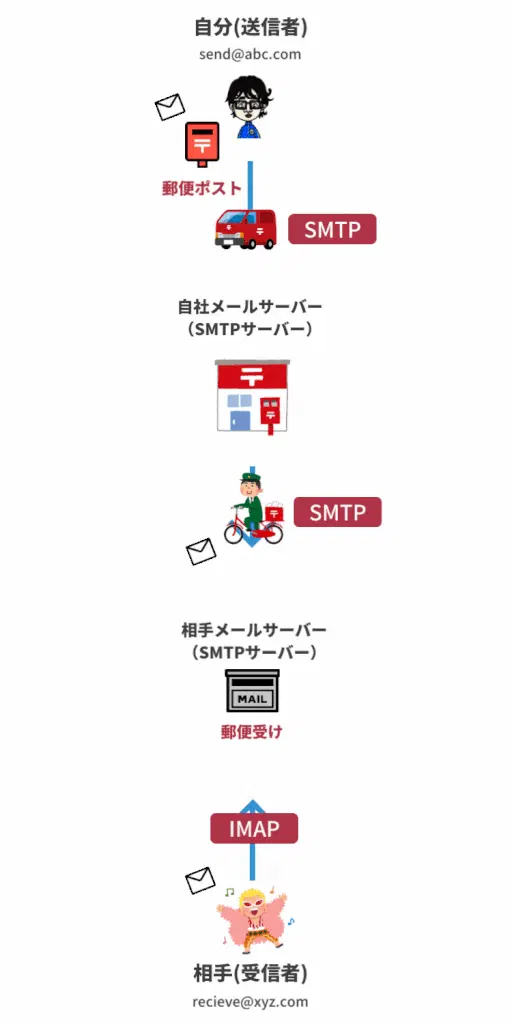 自分(送信者)
send@abc.com
郵便ポスト
SMTP
自社メールサーバー
（SMTPサーバー）
SMTP
相手メールサーバー
（SMTPサーバー）
MAIL
郵便受け
IMAP
相手(受信者)
recieve@xyz.com